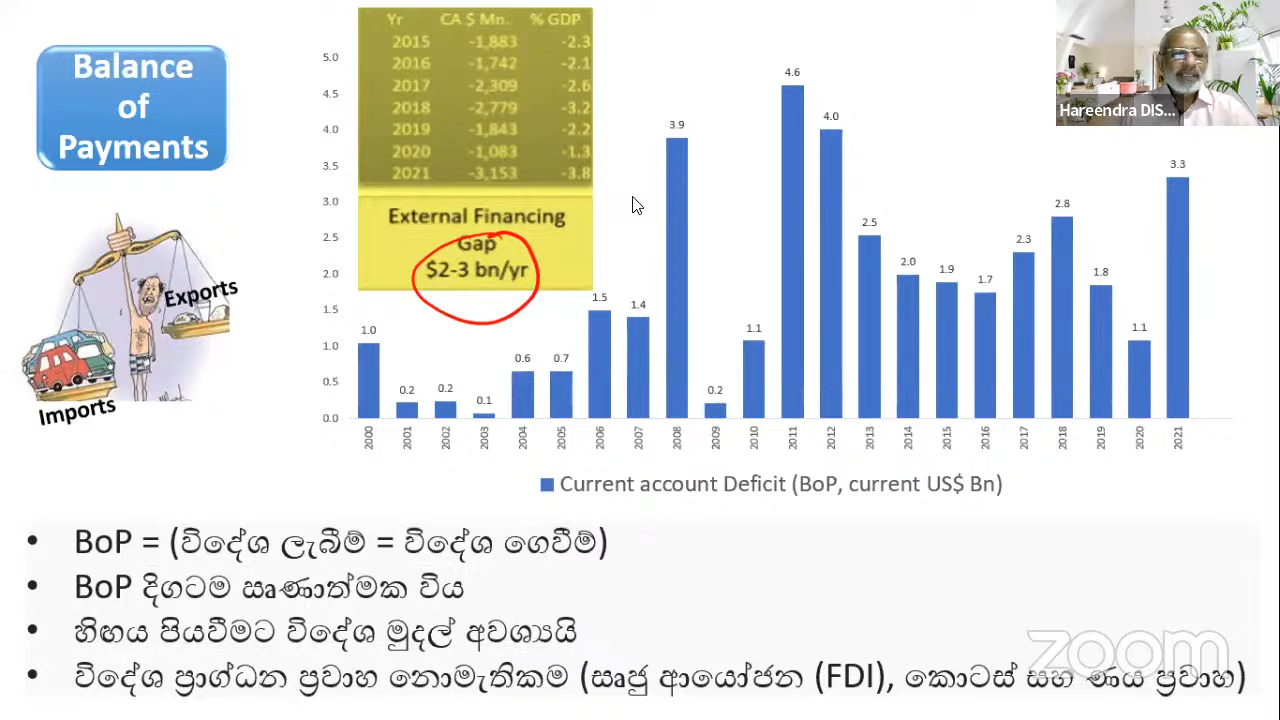 Balance
of
Payments
Yr CA $ Mn. % GDP
2015 -1,883 -2.3
2016 -1,742 -2.1
2017 -2,309 -2.6
2018 -2,779 -3.2
2019 -1,843 -2.2
2020 -1,083 -1.3
2021 -3,153 -3.8
External Financing
Gap
$2-3 bn/yr
Hareendra DIS...
Exports
Imports
5.0
4.5
4.0
3.5
3.0
2.5
2.0
1.5
1.0
0.5
0.0
1.0 0.2 0.2 0.1 0.6 0.7 1.5 1.4 3.9 0.2 1.1 4.6 4.0 2.5 2.0 1.9 1.7 2.3 2.8 1.8 1.1 3.3
2000 2001 2002 2003 2004 2005 2006 2007 2008 2009 2010 2011 2012 2013 2014 2015 2016 2017 2018 2019 2020 2021
Current account Deficit (BoP, current US$ Bn)
• BoP = (විදේශ ලැබීම් = විදේශ ගෙවීම්)
• BoP දිගටම සෘණාත්මක විය
• හිඟය පියවීමට විදේශ මුදල් අවශ්‍යයි
• විදේශ ප්‍රාග්ධන ප්‍රවාහ නොමැතිකම (සෘජු ආයෝජන (FDI), කොටස් සහ ණය ප්‍රවාහ)
zoom